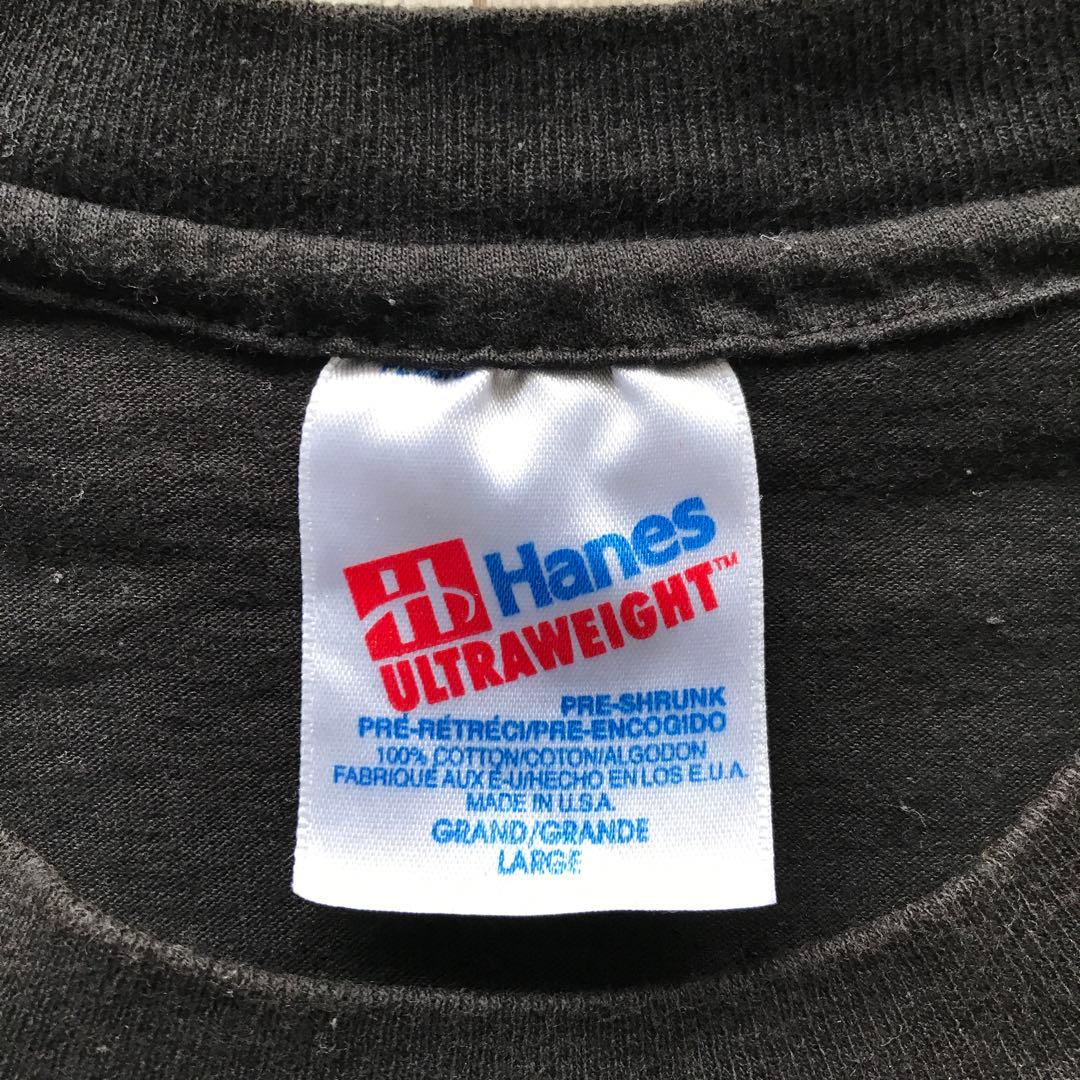 Hanes
ULTRAWEIGHT™
PRE-SHRUNK
PRÉ-RÉTRÉCI/PRE-ENCOGIDO
100% COTTON/COTON/ALGODON
FABRIQUE AUX É-U/HECHO EN LOS E.U.A.
MADE IN U.S.A.
GRAND/GRANDE
LARGE